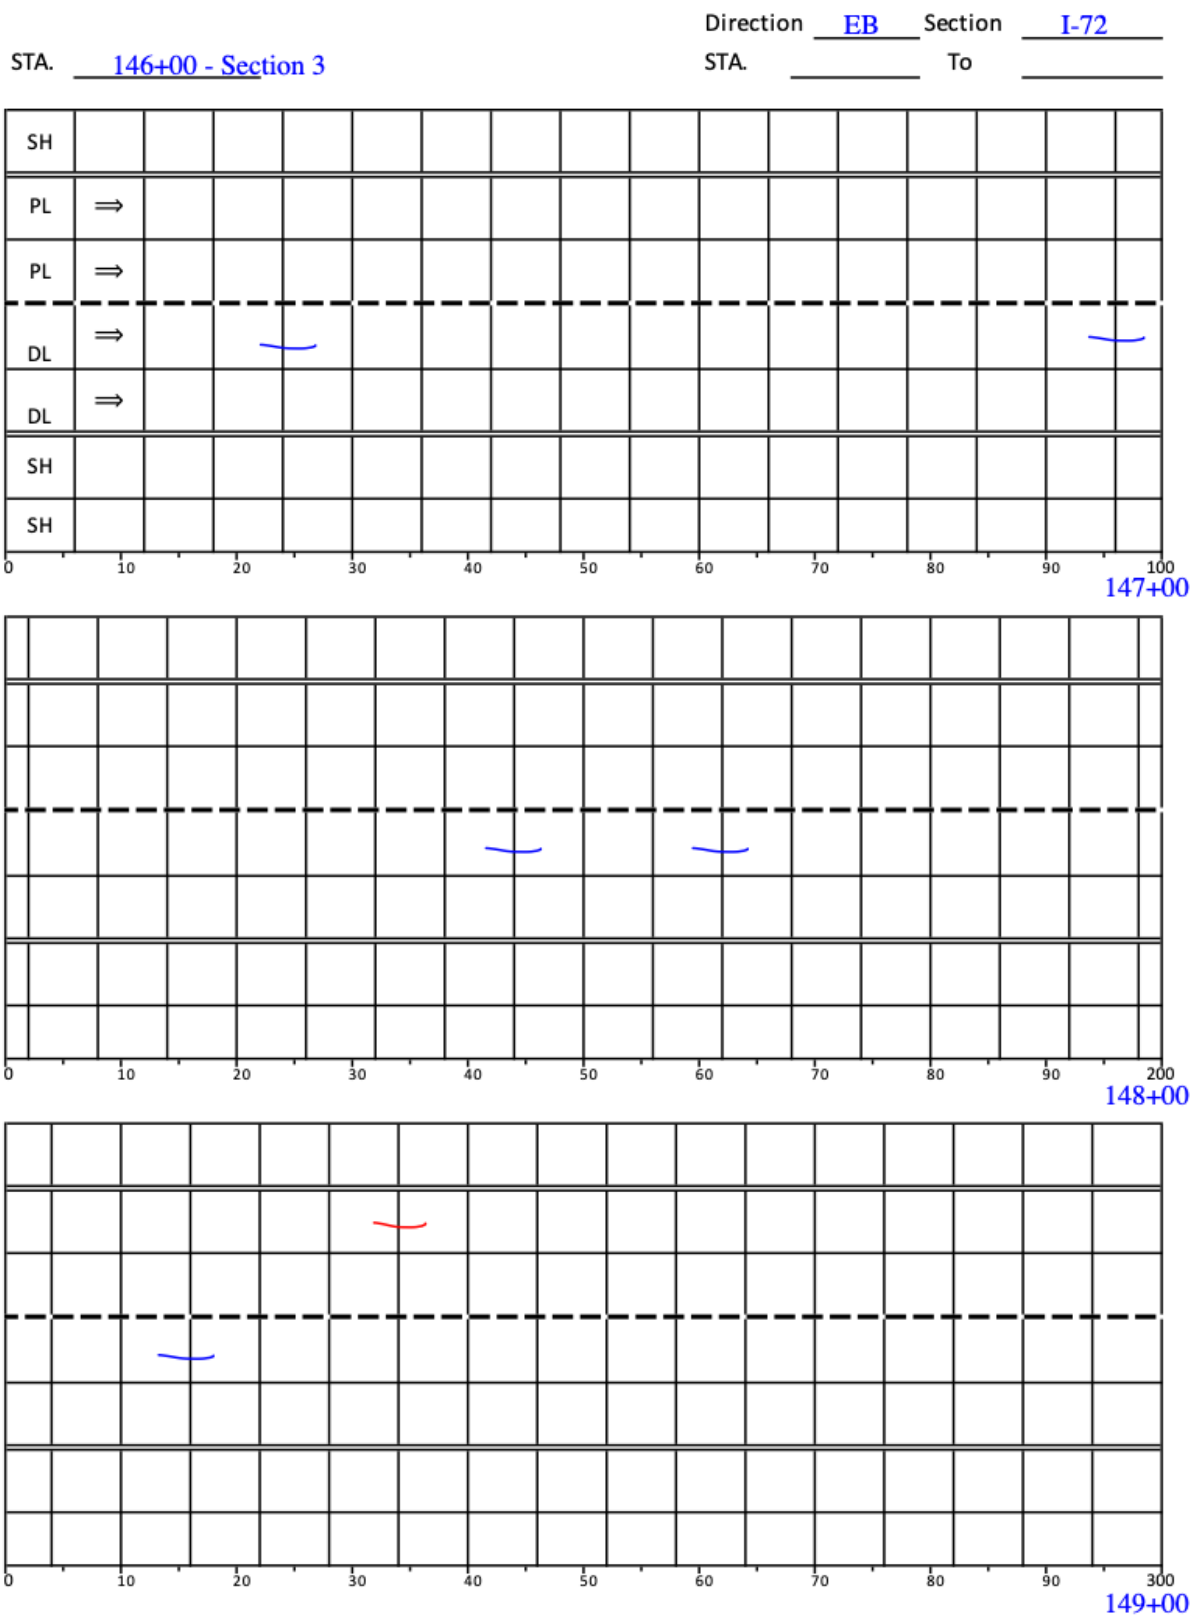 Direction EB Section I-72
STA. 146+00 - Section 3 STA. To
SH
PL ⇒
PL ⇒
DL ⇒
DL ⇒
SH
SH
0 10 20 30 40 50 60 70 80 90 100
147+00
0 10 20 30 40 50 60 70 80 90 200
148+00
0 10 20 30 40 50 60 70 80 90 300
149+00